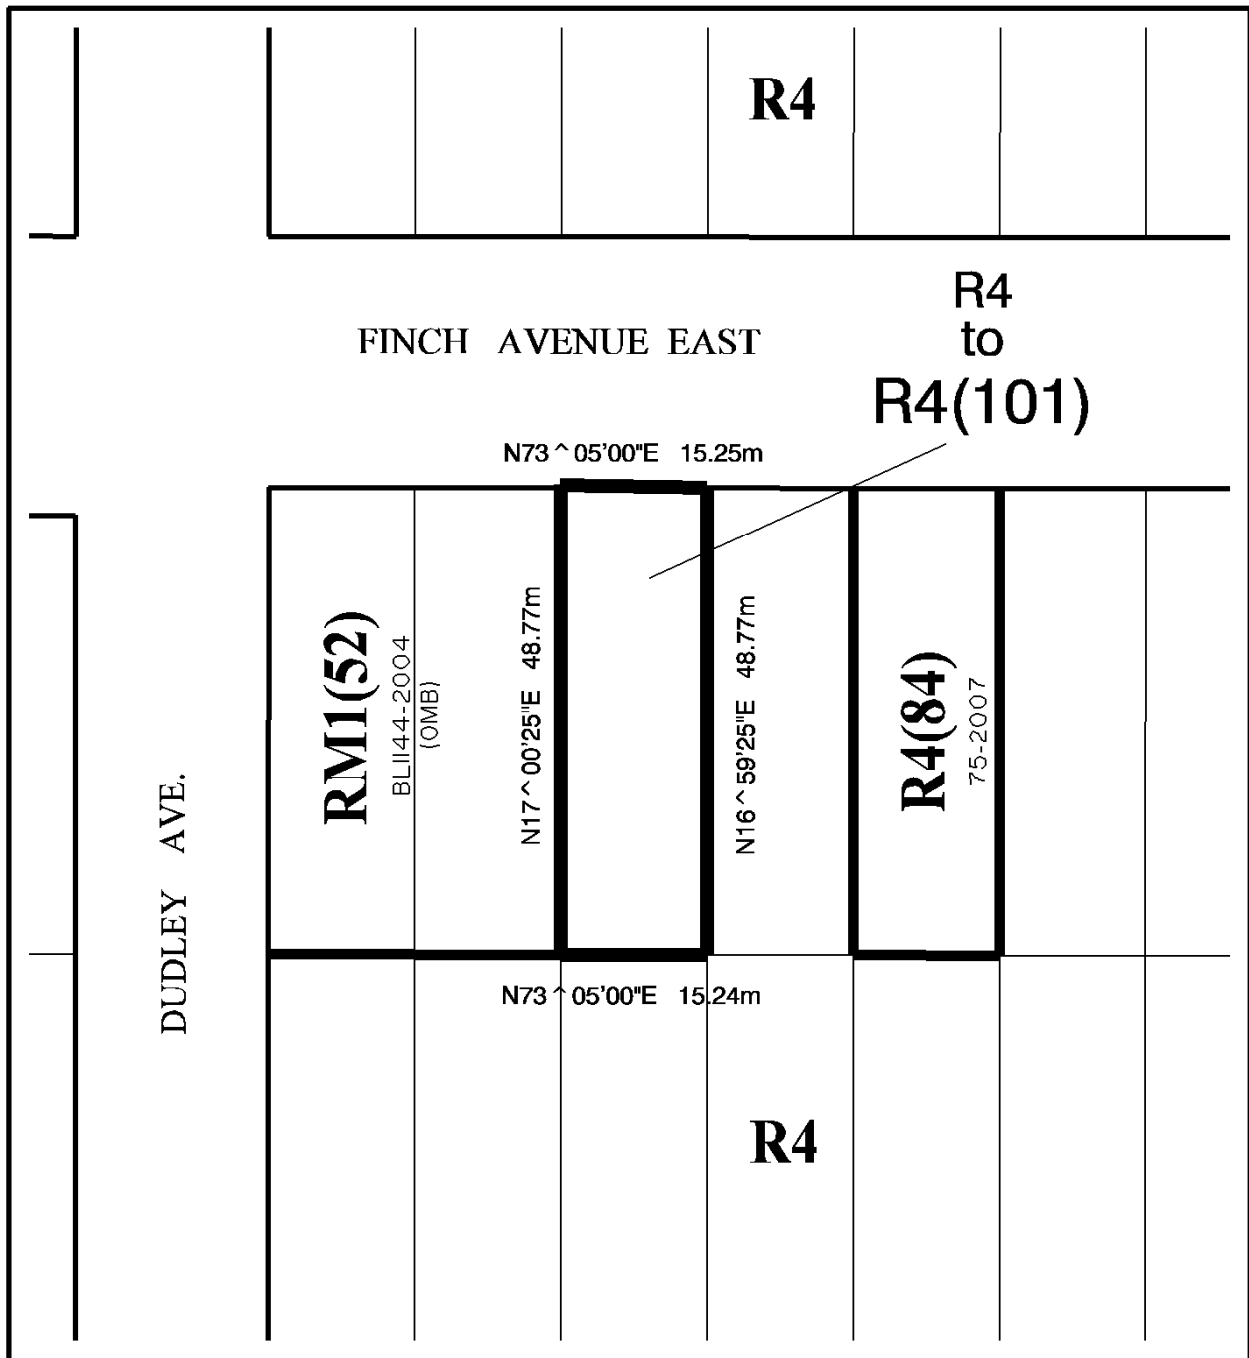 R4
R4
to
R4(101)
FINCH AVENUE EAST
N73^05'00"E 15.25m
RM1(52)
BL1144-2004
(OMB)
N17^00'25"E 48.77m
N16^59'25"E 48.77m
R4(84)
75-2007
DUDLEY AVE.
N73^05'00"E 15.24m
R4